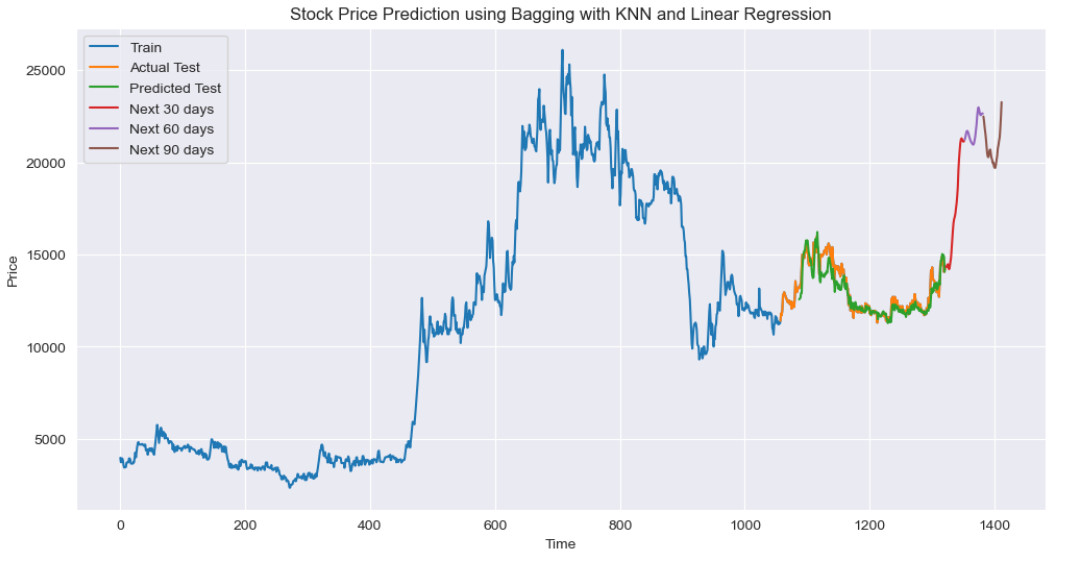 Stock Price Prediction using Bagging with KNN and Linear Regression
Train
Actual Test
Predicted Test
Next 30 days
Next 60 days
Next 90 days
25000
20000
15000
10000
5000
Price
0 200 400 600 800 1000 1200 1400
Time